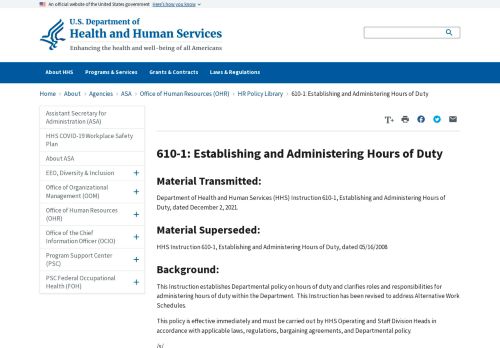 An official website of the United States government Here's how you know
U.S. Department of
Health and Human Services
Enhancing the health and well-being of all Americans
About HHS Programs & Services Grants & Contracts Laws & Regulations
Home › About › Agencies › ASA › Office of Human Resources (OHR) › HR Policy Library › 610-1: Establishing and Administering Hours of Duty
Assistant Secretary for
Administration (ASA)
HHS COVID-19 Workplace Safety
Plan
About ASA
EEO, Diversity & Inclusion
Office of Organizational
Management (OOM)
Office of Human Resources
(OHR)
Office of the Chief
Information Officer (OCIO)
Program Support Center
(PSC)
PSC Federal Occupational
Health (FOH)
T+
610-1: Establishing and Administering Hours of Duty
Material Transmitted:
Department of Health and Human Services (HHS) Instruction 610-1, Establishing and Administering Hours of
Duty, dated December 2, 2021.
Material Superseded:
HHS Instruction 610-1, Establishing and Administering Hours of Duty, dated 05/16/2008
Background:
This Instruction establishes Departmental policy on hours of duty and clarifies roles and responsibilities for
administering hours of duty within the Department. This Instruction has been revised to address Alternative Work
Schedules.
This policy is effective immediately and must be carried out by HHS Operating and Staff Division Heads in
accordance with applicable laws, regulations, bargaining agreements, and Departmental policy.
/s/